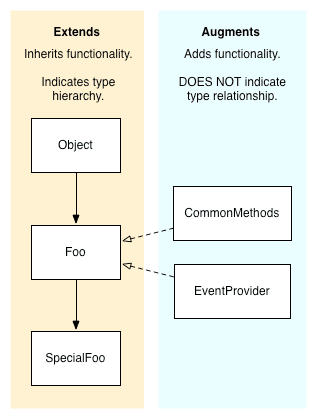 Extends
Inherits functionality.
Indicates type
hierarchy.
Object
Foo
SpecialFoo
Augments
Adds functionality.
DOES NOT indicate
type relationship.
CommonMethods
EventProvider